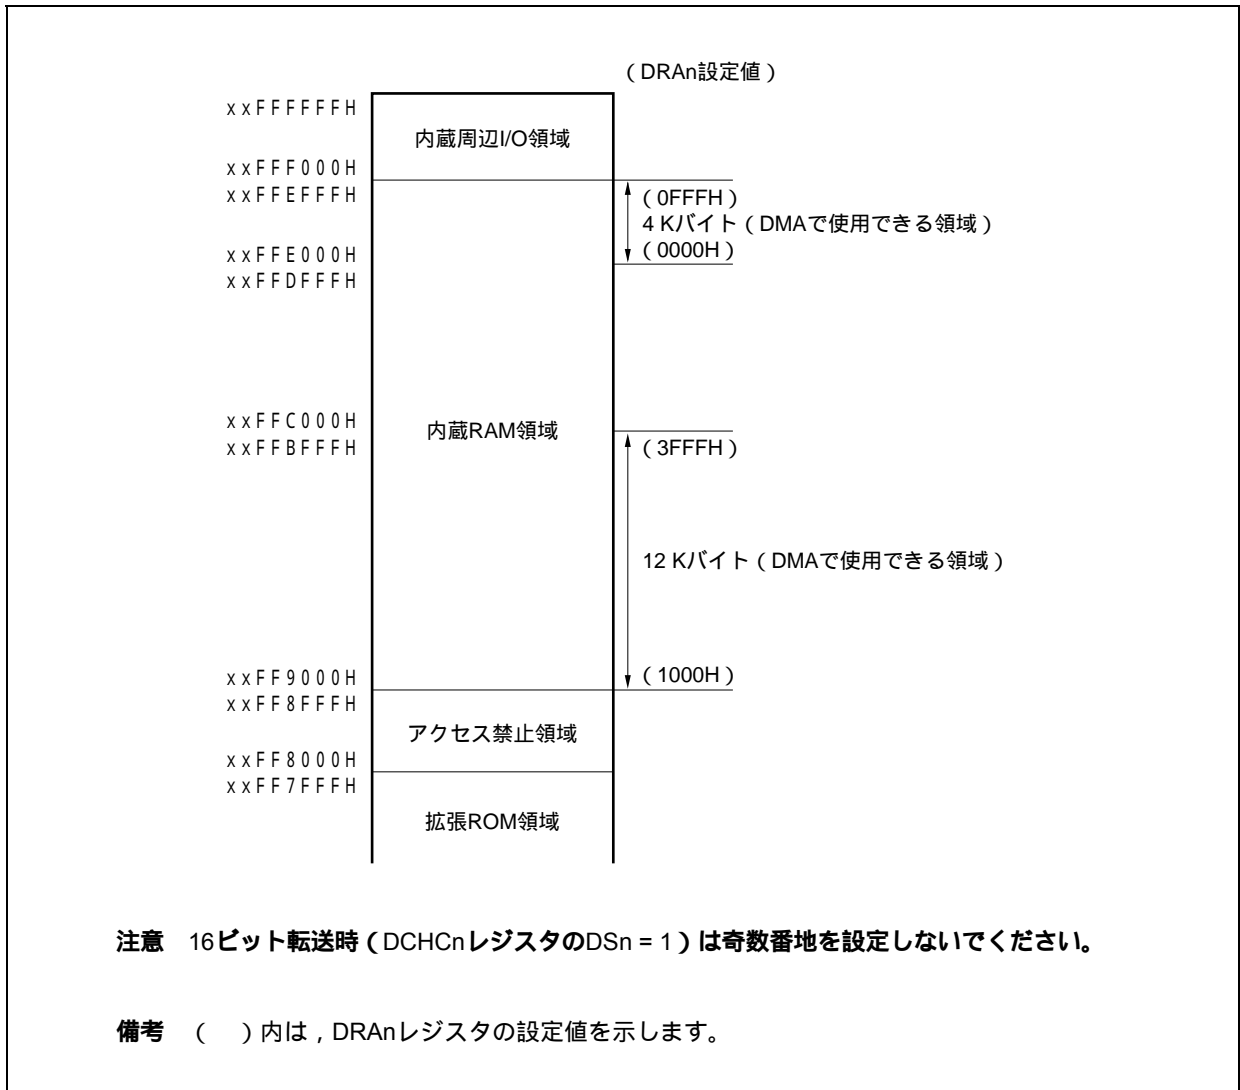 （DRAn設定値）
xxFFFFFFH
内蔵周辺I/O領域
xxFFF000H
xxFFEFFFH
（0FFFH）
4 Kバイト（DMAで使用できる領域）
xxFFE000H
（0000H）
xxFFDFFFH
xxFFC000H
内蔵RAM領域
xxFFBFFFH
（3FFFH）
12 Kバイト（DMAで使用できる領域）
xxFF9000H
（1000H）
xxFF8FFFH
アクセス禁止領域
xxFF8000H
xxFF7FFFH
拡張ROM領域
注意　16ビット転送時（DCHCnレジスタのDSn = 1）は奇数番地を設定しないでください。
備考　（　）内は，DRAnレジスタの設定値を示します。